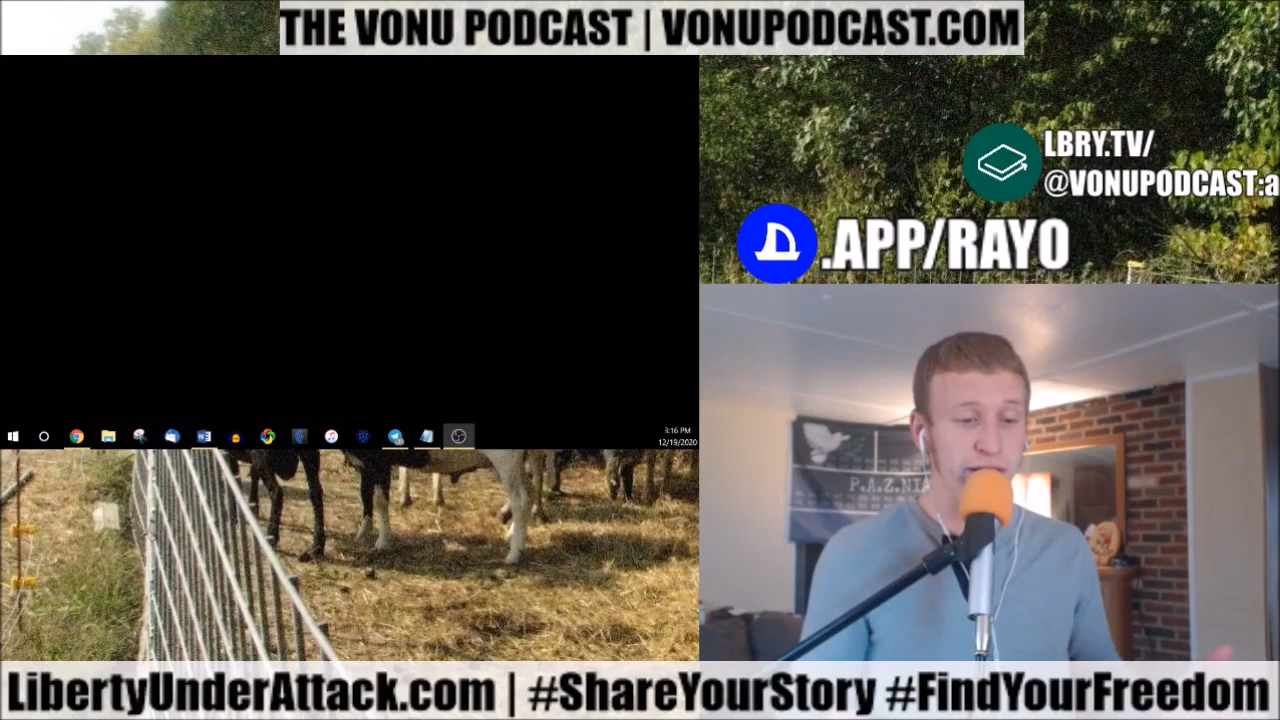 THE VONU PODCAST | VONUPODCAST.COM
LBRY.TV/
@VONUPODCAST:a
.APP/RAYO
3:16 PM
12/19/2020
P.A.Z.NIA
LibertyUnderAttack.com | #ShareYourStory #FindYourFreedom